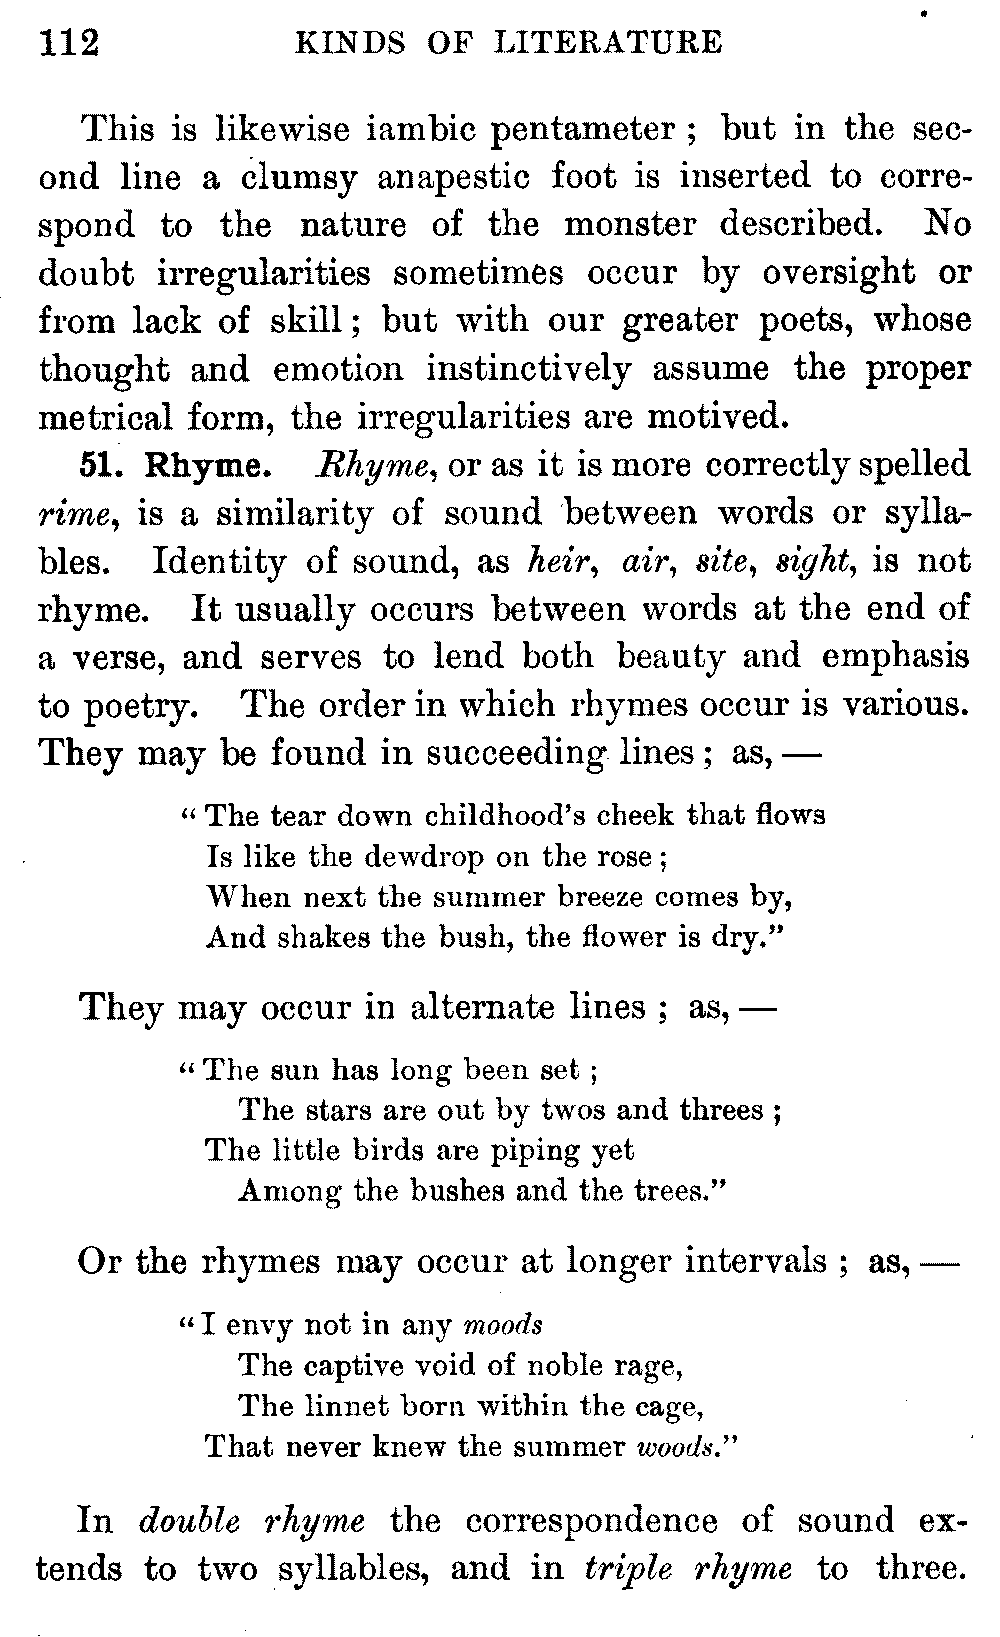 112 KINDS OF LITERATURE
This is likewise iambic pentameter ; but in the sec-
ond line a clumsy anapestic foot is inserted to corre-
spond to the nature of the monster described. No
doubt irregularities sometimes occur by oversight or
from lack of skill ; but with our greater poets, whose
thought and emotion instinctively assume the proper
metrical form, the irregularities are motived.
51. Rhyme. Rhyme, or as it is more correctly spelled
rime, is a similarity of sound between words or sylla-
bles. Identity of sound, as heir, air, site, sight, is not
rhyme. It usually occurs between words at the end of
a verse, and serves to lend both beauty and emphasis
to poetry. The order in which rhymes occur is various.
They may be found in succeeding lines ; as, —
“ The tear down childhood’s cheek that flows
Is like the dewdrop on the rose ;
When next the summer breeze comes by,
And shakes the bush, the flower is dry.”
They may occur in alternate lines ; as, —
“ The sun has long been set ;
The stars are out by twos and threes ;
The little birds are piping yet
Among the bushes and the trees.”
Or the rhymes may occur at longer intervals ; as, —
“ I envy not in any moods
The captive void of noble rage,
The linnet born within the cage,
That never knew the summer woods.”
In double rhyme the correspondence of sound ex-
tends to two syllables, and in triple rhyme to three.